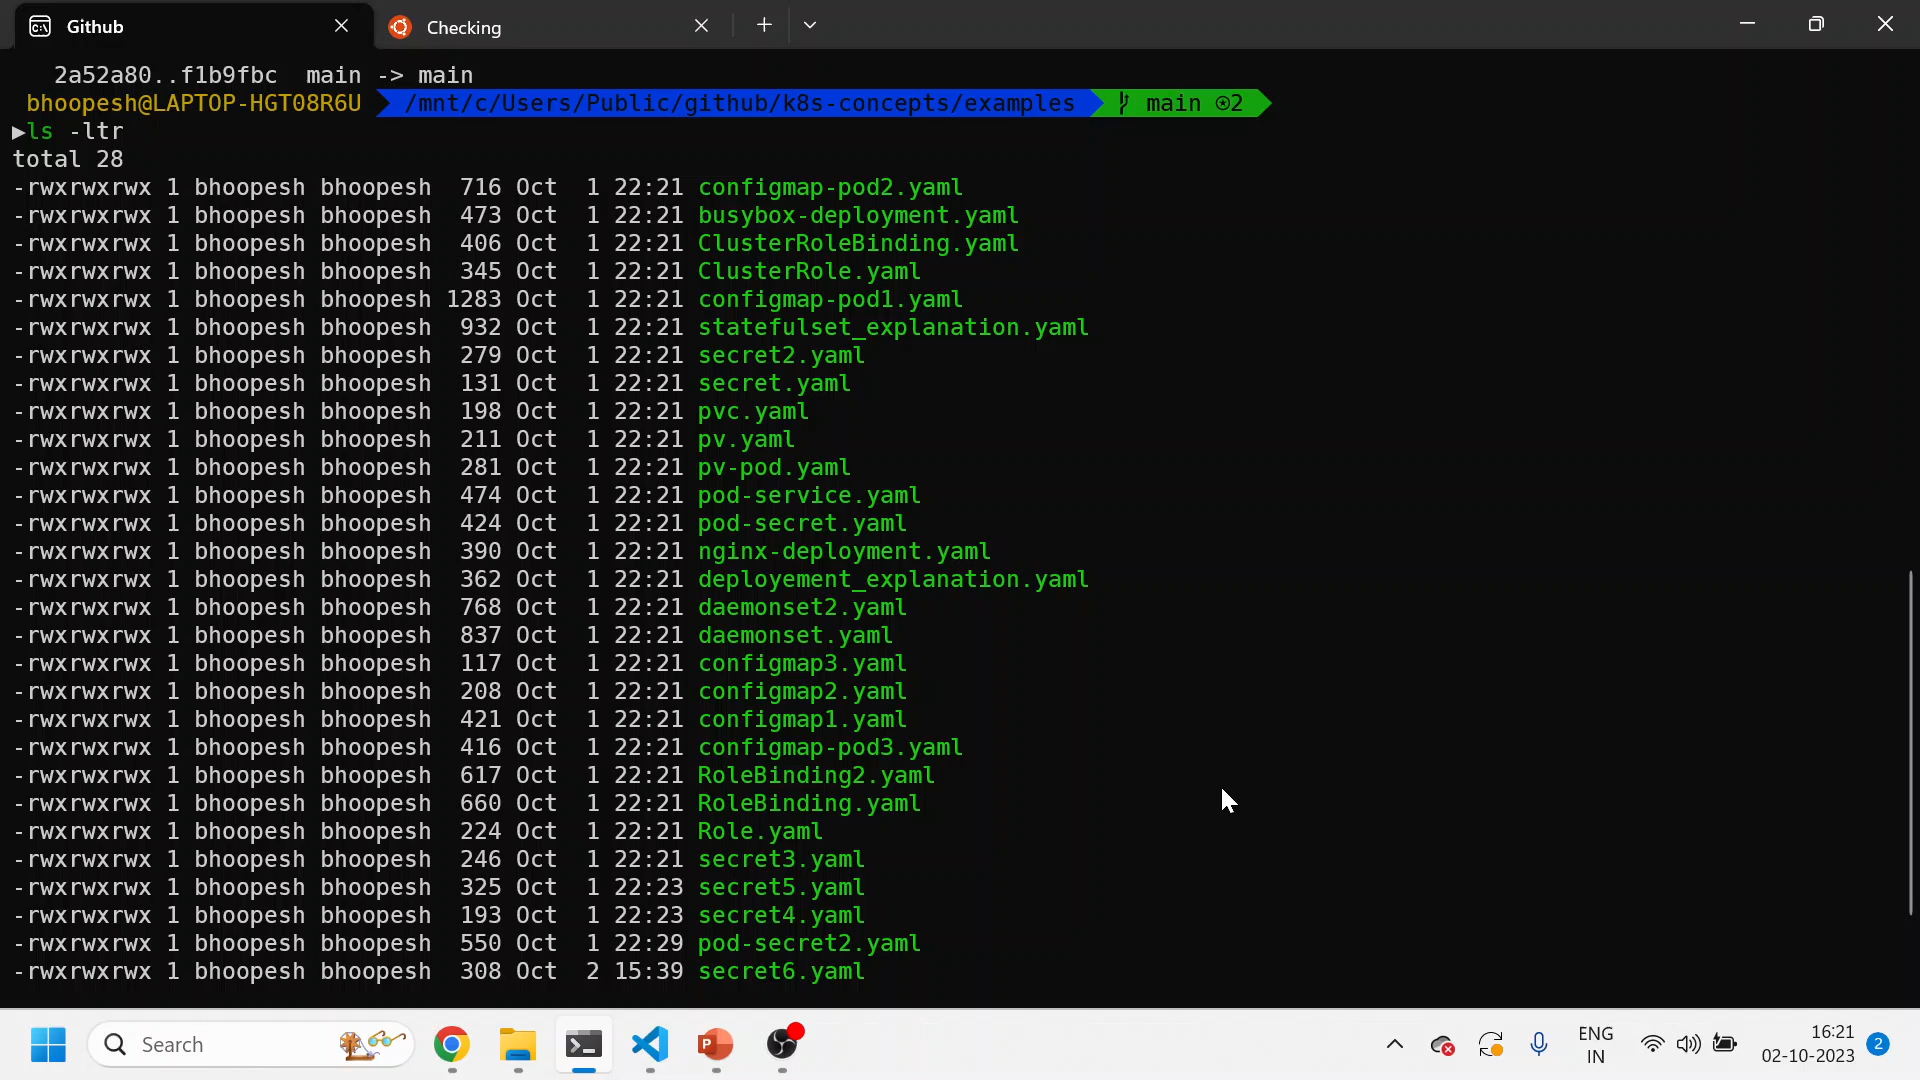 Github
Checking
2a52a80..f1b9fbc  main -> main
bhoopesh@LAPTOP-HGT08R6U /mnt/c/Users/Public/github/k8s-concepts/examples main ⊙2
▶ls -ltr
total 28
-rwxrwxrwx 1 bhoopesh bhoopesh  716 Oct  1 22:21 configmap-pod2.yaml
-rwxrwxrwx 1 bhoopesh bhoopesh  473 Oct  1 22:21 busybox-deployment.yaml
-rwxrwxrwx 1 bhoopesh bhoopesh  406 Oct  1 22:21 ClusterRoleBinding.yaml
-rwxrwxrwx 1 bhoopesh bhoopesh  345 Oct  1 22:21 ClusterRole.yaml
-rwxrwxrwx 1 bhoopesh bhoopesh 1283 Oct  1 22:21 configmap-pod1.yaml
-rwxrwxrwx 1 bhoopesh bhoopesh  932 Oct  1 22:21 statefulset_explanation.yaml
-rwxrwxrwx 1 bhoopesh bhoopesh  279 Oct  1 22:21 secret2.yaml
-rwxrwxrwx 1 bhoopesh bhoopesh  131 Oct  1 22:21 secret.yaml
-rwxrwxrwx 1 bhoopesh bhoopesh  198 Oct  1 22:21 pvc.yaml
-rwxrwxrwx 1 bhoopesh bhoopesh  211 Oct  1 22:21 pv.yaml
-rwxrwxrwx 1 bhoopesh bhoopesh  281 Oct  1 22:21 pv-pod.yaml
-rwxrwxrwx 1 bhoopesh bhoopesh  474 Oct  1 22:21 pod-service.yaml
-rwxrwxrwx 1 bhoopesh bhoopesh  424 Oct  1 22:21 pod-secret.yaml
-rwxrwxrwx 1 bhoopesh bhoopesh  390 Oct  1 22:21 nginx-deployment.yaml
-rwxrwxrwx 1 bhoopesh bhoopesh  362 Oct  1 22:21 deployement_explanation.yaml
-rwxrwxrwx 1 bhoopesh bhoopesh  768 Oct  1 22:21 daemonset2.yaml
-rwxrwxrwx 1 bhoopesh bhoopesh  837 Oct  1 22:21 daemonset.yaml
-rwxrwxrwx 1 bhoopesh bhoopesh  117 Oct  1 22:21 configmap3.yaml
-rwxrwxrwx 1 bhoopesh bhoopesh  208 Oct  1 22:21 configmap2.yaml
-rwxrwxrwx 1 bhoopesh bhoopesh  421 Oct  1 22:21 configmap1.yaml
-rwxrwxrwx 1 bhoopesh bhoopesh  416 Oct  1 22:21 configmap-pod3.yaml
-rwxrwxrwx 1 bhoopesh bhoopesh  617 Oct  1 22:21 RoleBinding2.yaml
-rwxrwxrwx 1 bhoopesh bhoopesh  660 Oct  1 22:21 RoleBinding.yaml
-rwxrwxrwx 1 bhoopesh bhoopesh  224 Oct  1 22:21 Role.yaml
-rwxrwxrwx 1 bhoopesh bhoopesh  246 Oct  1 22:21 secret3.yaml
-rwxrwxrwx 1 bhoopesh bhoopesh  325 Oct  1 22:23 secret5.yaml
-rwxrwxrwx 1 bhoopesh bhoopesh  193 Oct  1 22:23 secret4.yaml
-rwxrwxrwx 1 bhoopesh bhoopesh  550 Oct  1 22:29 pod-secret2.yaml
-rwxrwxrwx 1 bhoopesh bhoopesh  308 Oct  2 15:39 secret6.yaml
Search
ENG
IN
16:21
02-10-2023
2